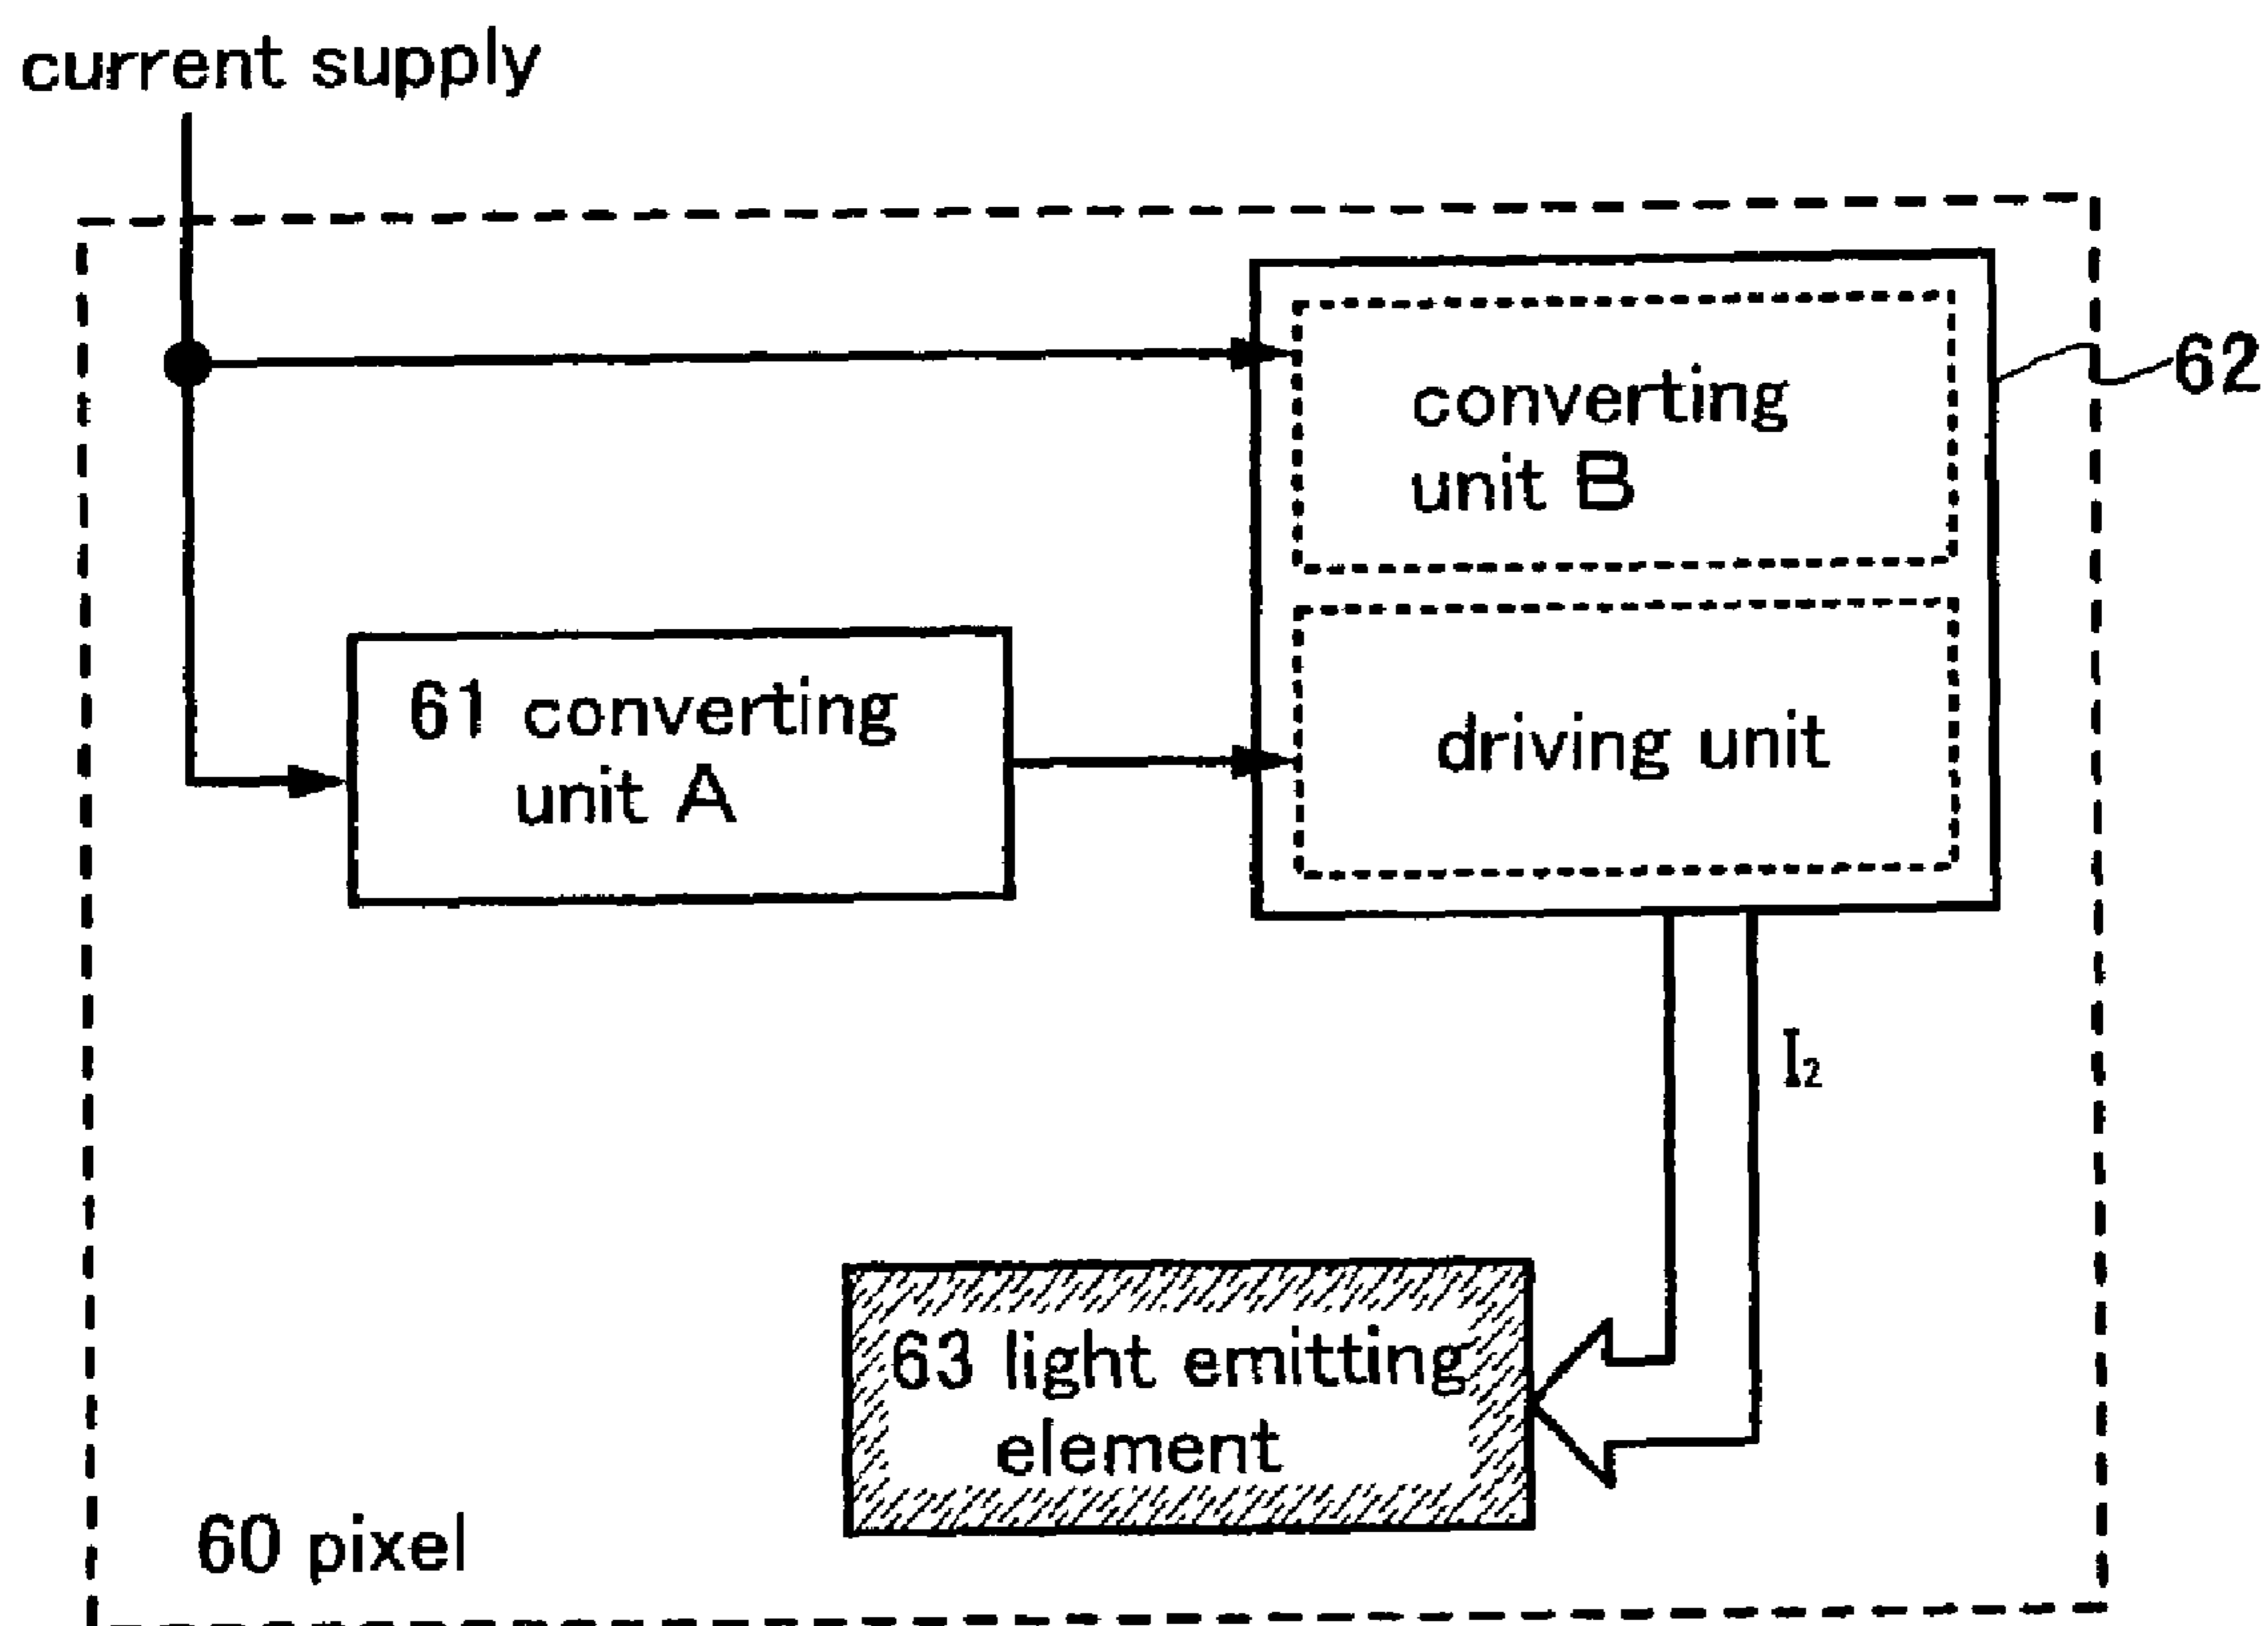 current supply
62
converting
unit B
61 converting
unit A
driving unit
I₂
63 light emitting
element
60 pixel